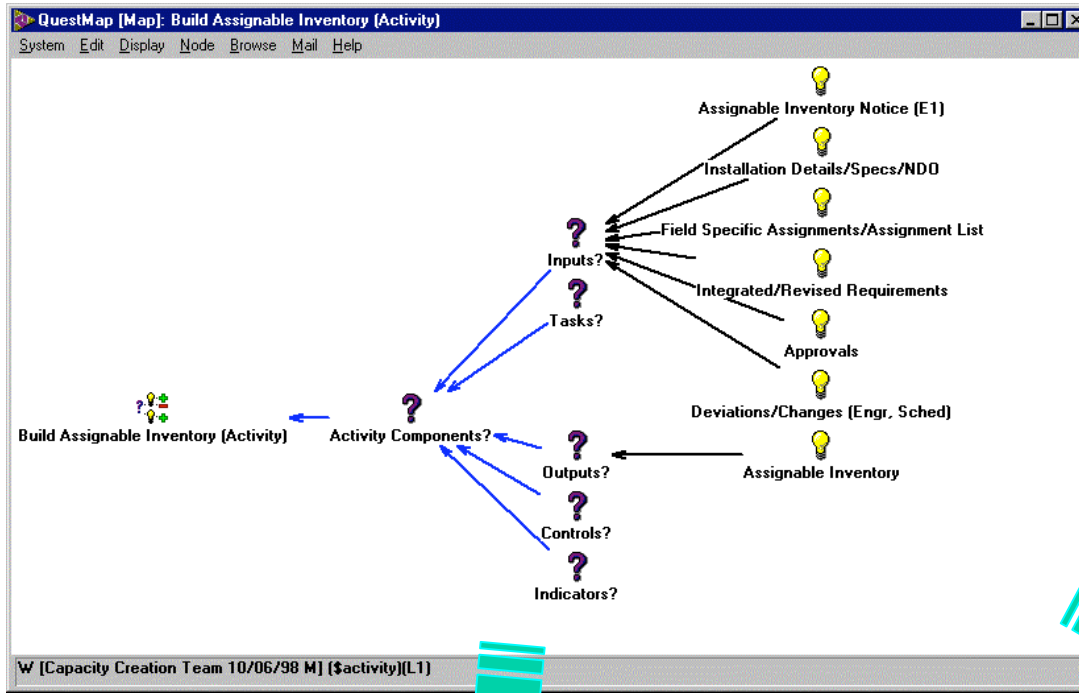 QuestMap [Map]: Build Assignable Inventory (Activity)
System Edit Display Node Browse Mail Help
Assignable Inventory Notice (E1)
Installation Details/Specs/NDO
Field Specific Assignments/Assignment List
Inputs?
Integrated/Revised Requirements
Tasks?
Approvals
Deviations/Changes (Engr, Sched)
Build Assignable Inventory (Activity)
Activity Components?
Outputs?
Assignable Inventory
Controls?
Indicators?
W [Capacity Creation Team 10/06/98 M] ($activity)(L1)